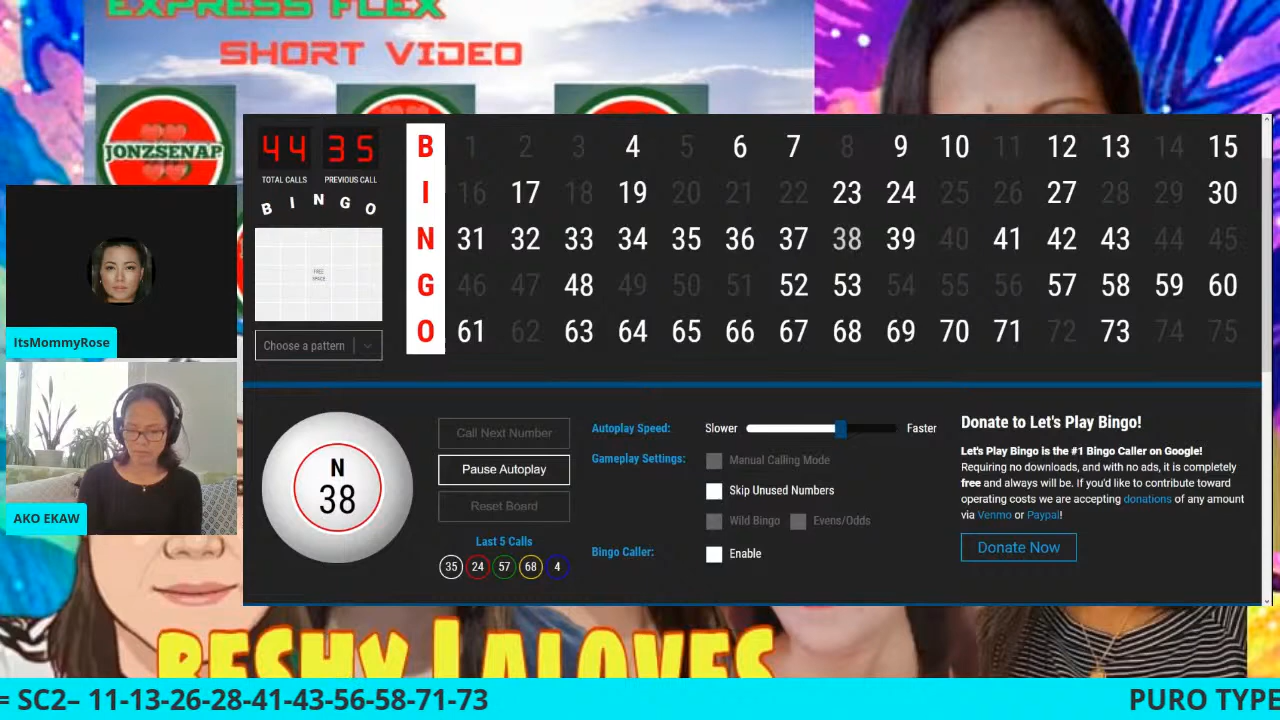 EXPRESS FLEX
SHORT VIDEO
JONZSENAP
44 35
TOTAL CALLS PREVIOUS CALL
B I N G O
FREE
SPACE
Choose a pattern
B 1 2 3 4 5 6 7 8 9 10 11 12 13 14 15
I 16 17 18 19 20 21 22 23 24 25 26 27 28 29 30
N 31 32 33 34 35 36 37 38 39 40 41 42 43 44 45
G 46 47 48 49 50 51 52 53 54 55 56 57 58 59 60
O 61 62 63 64 65 66 67 68 69 70 71 72 73 74 75
ItsMommyRose
AKO EKAW
N
38
Call Next Number
Pause Autoplay
Reset Board
Last 5 Calls
35 24 57 68 4
Autoplay Speed: Slower Faster
Gameplay Settings: Manual Calling Mode
Skip Unused Numbers
Wild Bingo Evens/Odds
Bingo Caller: Enable
Donate to Let's Play Bingo!
Let's Play Bingo is the #1 Bingo Caller on Google!
Requiring no downloads, and with no ads, it is completely
free and always will be. If you'd like to contribute toward
operating costs we are accepting donations of any amount
via Venmo or Paypal!
Donate Now
BESHY LALOVES
= SC2– 11-13-26-28-41-43-56-58-71-73
PURO TYPE